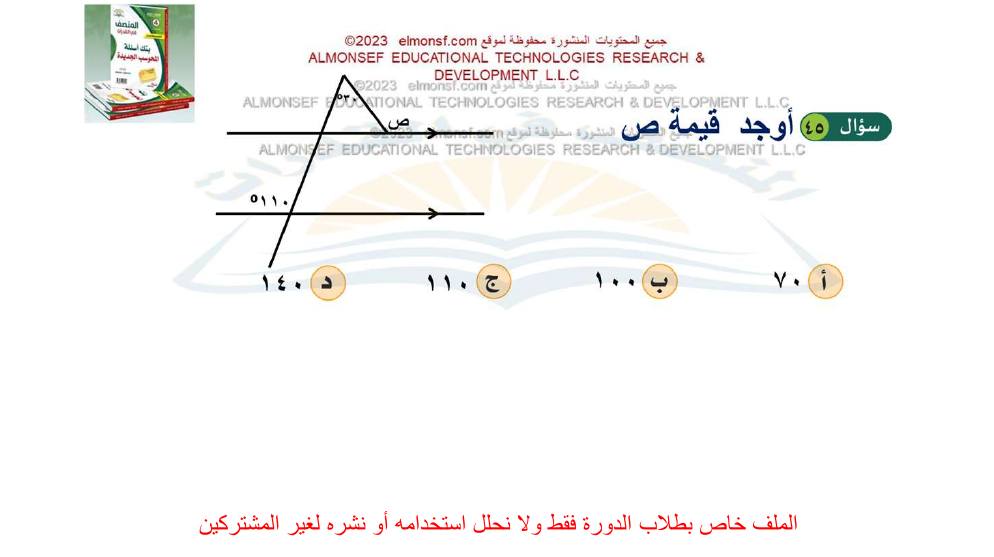 جميع المحتويات المنشورة محفوظة لموقع elmonsf.com ©2023
ALMONSEF EDUCATIONAL TECHNOLOGIES RESEARCH &
DEVELOPMENT L.L.C
جميع المحتويات المنشورة محفوظة لموقع elmonsf.com ©2023
ALMONSEF EDUCATIONAL TECHNOLOGIES RESEARCH & DEVELOPMENT L.L.C
سؤال ٤٥ أوجد قيمة ص
جميع المحتويات المنشورة محفوظة لموقع elmonsf.com ©2023
ALMONSEF EDUCATIONAL TECHNOLOGIES RESEARCH & DEVELOPMENT L.L.C
٣٠°
ص
١١٠°
أ ٧٠
ب ١٠٠
ج ١١٠
د ١٤٠
المنصف
في القدرات
بنك أسئلة
المحوسب الجديدة
الملف خاص بطلاب الدورة فقط ولا نحلل استخدامه أو نشره لغير المشتركين